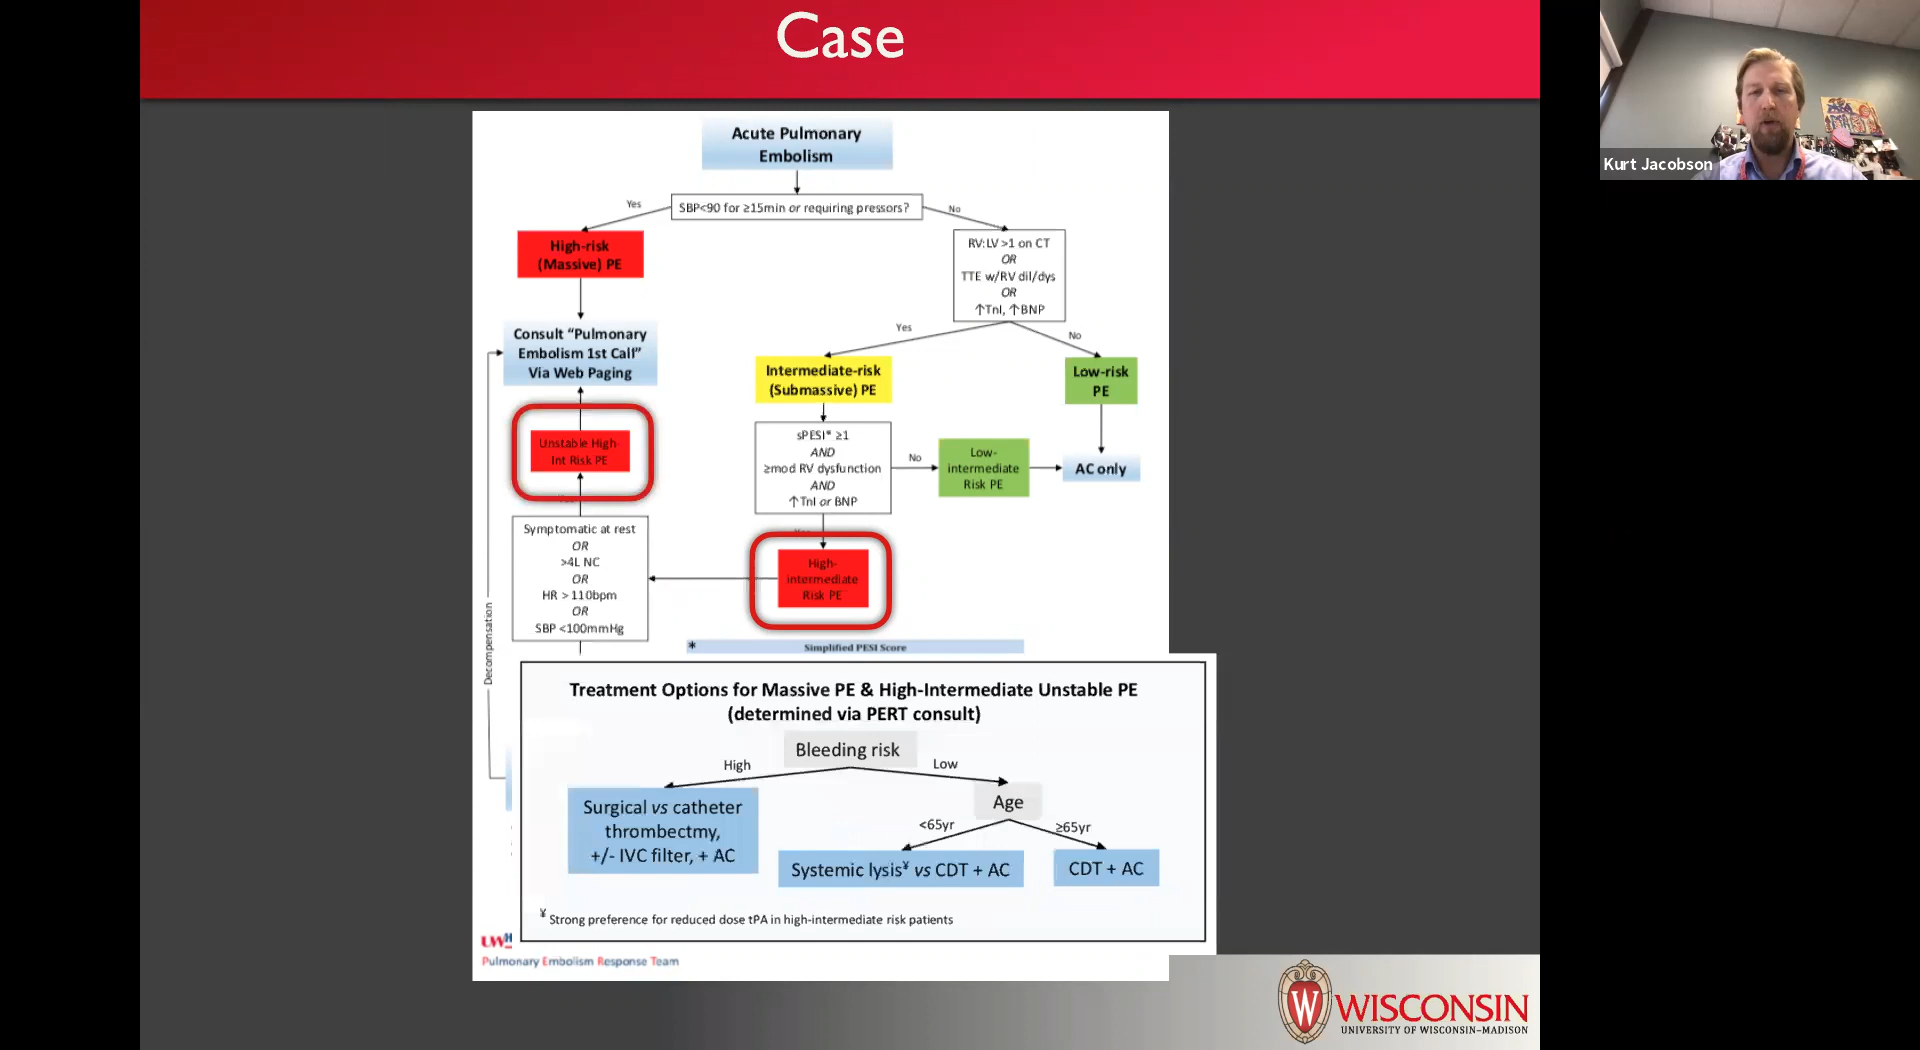 Case
Kurt Jacobson
Acute Pulmonary
Embolism
SBP<90 for ≥15min or requiring pressors?
Yes
No
High-risk
(Massive) PE
RV:LV >1 on CT
OR
TTE w/RV dil/dys
OR
↑TnI, ↑BNP
Consult “Pulmonary
Embolism 1st Call”
Via Web Paging
Yes
No
Intermediate-risk
(Submassive) PE
Low-risk
PE
Unstable High-
Int Risk PE
sPESI* ≥1
AND
≥mod RV dysfunction
AND
↑TnI or BNP
No
Low-
intermediate
Risk PE
AC only
Yes
Yes
Symptomatic at rest
OR
>4L NC
OR
HR >110bpm
OR
SBP <100mmHg
High-
intermediate
Risk PE
Decompensation
* Simplified PESI Score
Treatment Options for Massive PE & High-Intermediate Unstable PE
(determined via PERT consult)
Bleeding risk
High
Low
Surgical vs catheter
thrombectmy,
+/- IVC filter, + AC
Age
<65yr
≥65yr
Systemic lysis¥ vs CDT + AC
CDT + AC
¥ Strong preference for reduced dose tPA in high-intermediate risk patients
UWH
Pulmonary Embolism Response Team
W
WISCONSIN
UNIVERSITY OF WISCONSIN–MADISON